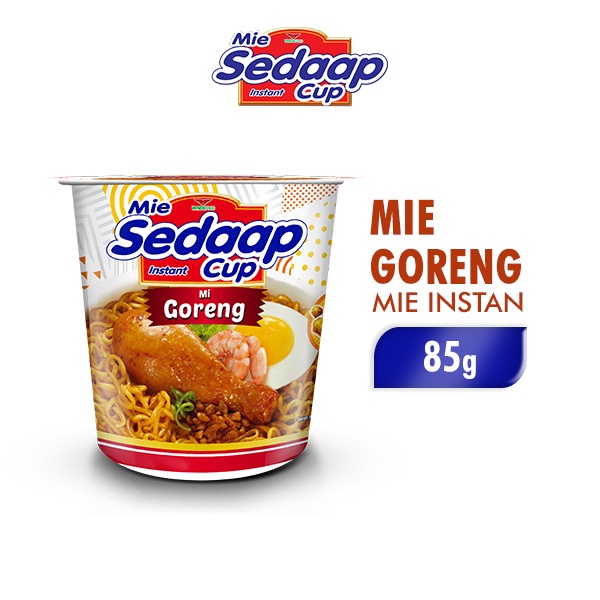 Mie
Sedaap
Instant Cup
Mie
Sedaap
Instant Cup
Mi
Goreng
MIE
GORENG
MIE INSTAN
85g